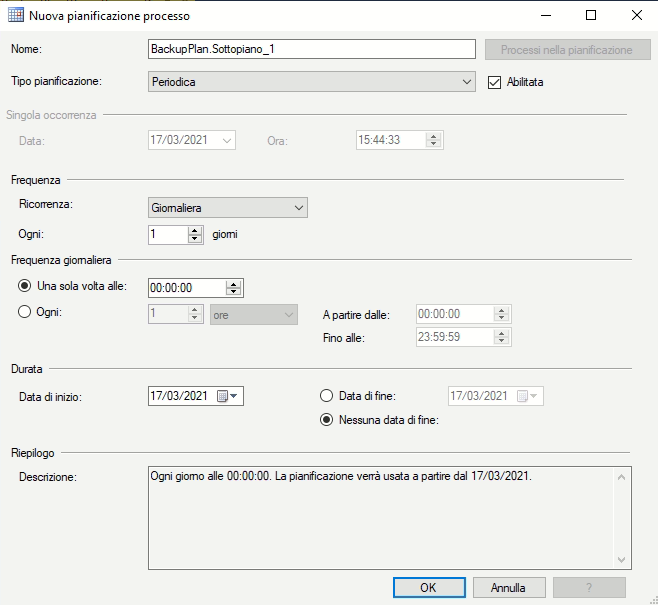 Nuova pianificazione processo
Nome: BackupPlan.Sottopiano_1 Processi nella pianificazione
Tipo pianificazione: Periodica Abilitata
Singola occorrenza
Data: 17/03/2021 Ora: 15:44:33
Frequenza
Ricorrenza: Giornaliera
Ogni: 1 giorni
Frequenza giornaliera
Una sola volta alle: 00:00:00
Ogni: 1 ore A partire dalle: 00:00:00
Fino alle: 23:59:59
Durata
Data di inizio: 17/03/2021 Data di fine: 17/03/2021
Nessuna data di fine:
Riepilogo
Descrizione: Ogni giorno alle 00:00:00. La pianificazione verrà usata a partire dal 17/03/2021.
OK Annulla ?